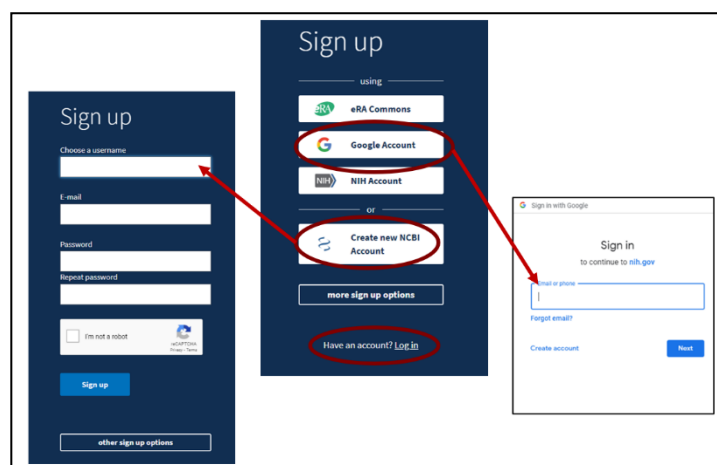 Sign up
Choose a username
E-mail
Password
Repeat password
I'm not a robot
reCAPTCHA
Privacy - Terms
Sign up
other sign up options
Sign up
using
eRA eRA Commons
G Google Account
NIH NIH Account
or
Create new NCBI
Account
more sign up options
Have an account? Log in
G Sign in with Google
Sign in
to continue to nih.gov
Email or phone
Forgot email?
Create account
Next